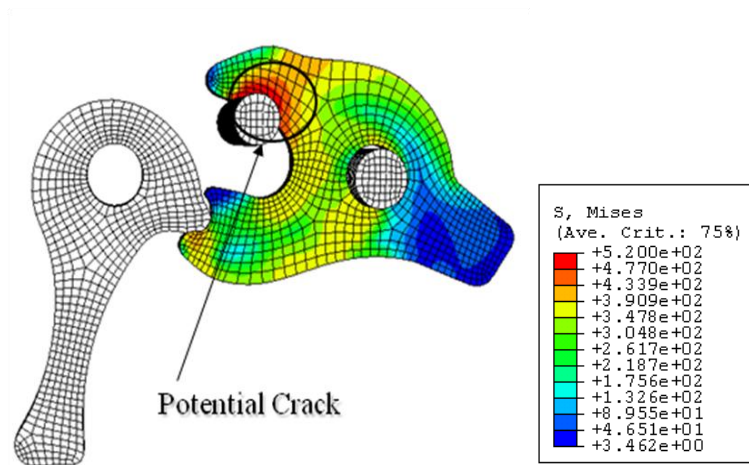 Potential Crack
S, Mises
(Ave. Crit.: 75%)
+5.200e+02
+4.770e+02
+4.339e+02
+3.909e+02
+3.478e+02
+3.048e+02
+2.617e+02
+2.187e+02
+1.756e+02
+1.326e+02
+8.955e+01
+4.651e+01
+3.462e+00